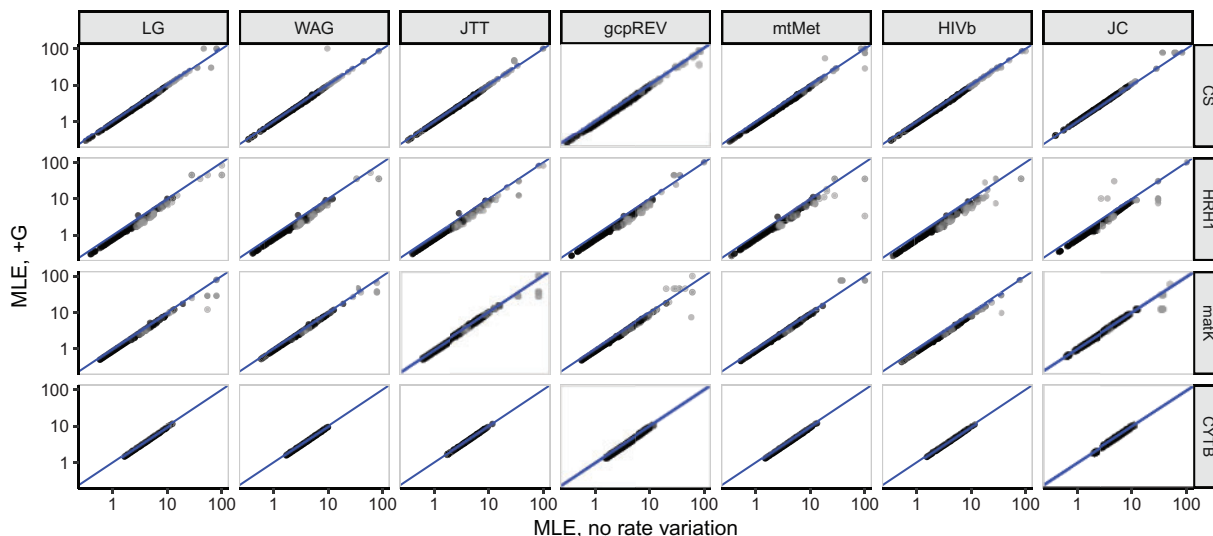 LG WAG JTT gcpREV mtMet HIVb JC
100
10
1
CS
100
10
1
HRH1
100
10
1
matK
100
10
1
CYTB
MLE, +G
1 10 100 1 10 100 1 10 100 1 10 100 1 10 100 1 10 100 1 10 100
MLE, no rate variation